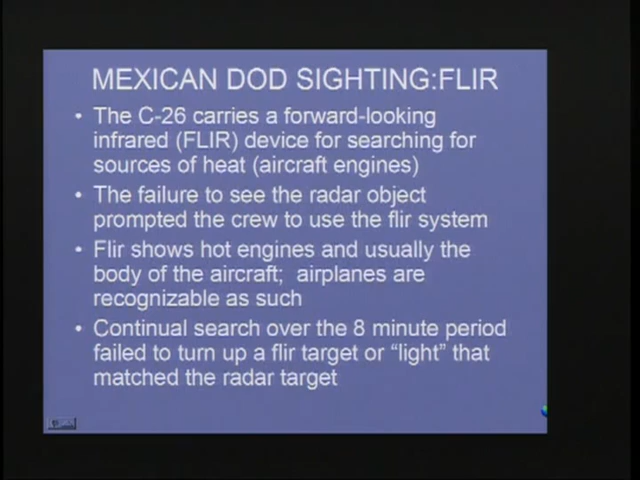 MEXICAN DOD SIGHTING:FLIR
• The C-26 carries a forward-looking
infrared (FLIR) device for searching for
sources of heat (aircraft engines)
• The failure to see the radar object
prompted the crew to use the flir system
• Flir shows hot engines and usually the
body of the aircraft; airplanes are
recognizable as such
• Continual search over the 8 minute period
failed to turn up a flir target or “light” that
matched the radar target